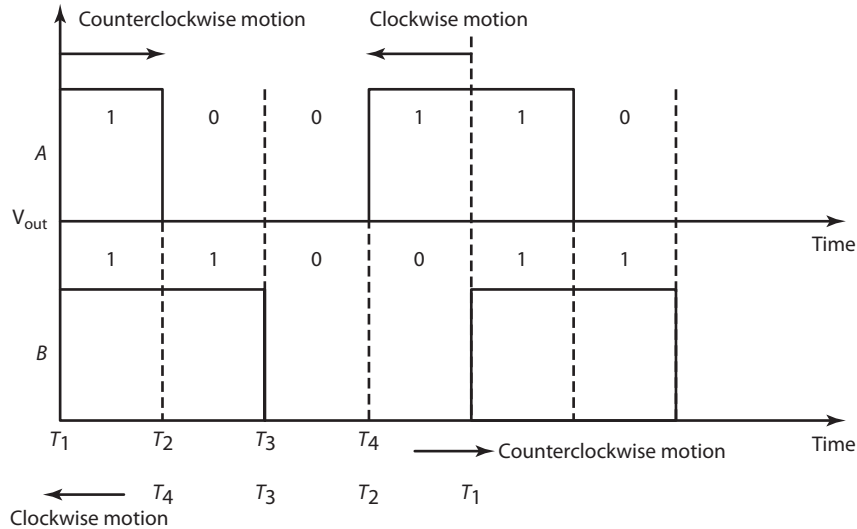 Counterclockwise motion Clockwise motion
1 0 0 1 1 0
A
Vout
Time
1 1 0 0 1 1
B
T1 T2 T3 T4 Time
Counterclockwise motion
T4 T3 T2 T1
Clockwise motion